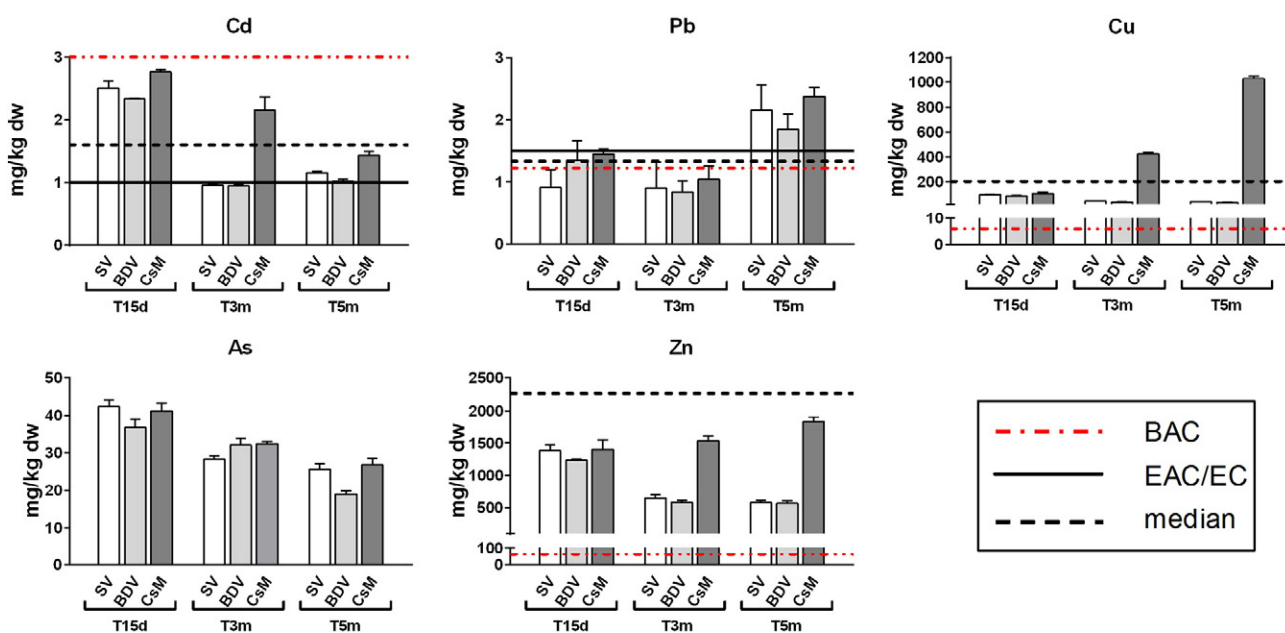 Cd
mg/kg dw
3
2
1
0
SV BDV CsM SV BDV CsM SV BDV CsM
T15d T3m T5m
Pb
mg/kg dw
3
2
1
0
SV BDV CsM SV BDV CsM SV BDV CsM
T15d T3m T5m
Cu
mg/kg dw
1200
1000
800
600
400
200
10
0
SV BDV CsM SV BDV CsM SV BDV CsM
T15d T3m T5m
As
mg/kg dw
50
40
30
20
10
0
SV BDV CsM SV BDV CsM SV BDV CsM
T15d T3m T5m
Zn
mg/kg dw
2500
2000
1500
1000
500
100
0
SV BDV CsM SV BDV CsM SV BDV CsM
T15d T3m T5m
BAC
EAC/EC
median